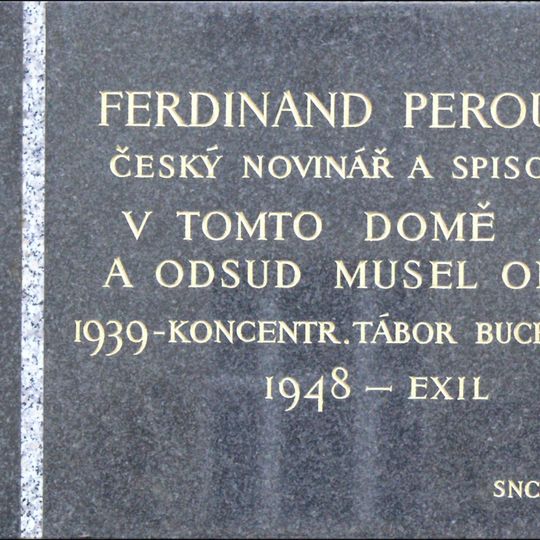 FERDINAND PEROU
ČESKÝ NOVINÁŘ A SPISO
V TOMTO DOMĚ
A ODSUD MUSEL O
1939-KONCENTR. TÁBOR BUC
1948 – EXIL
SNC